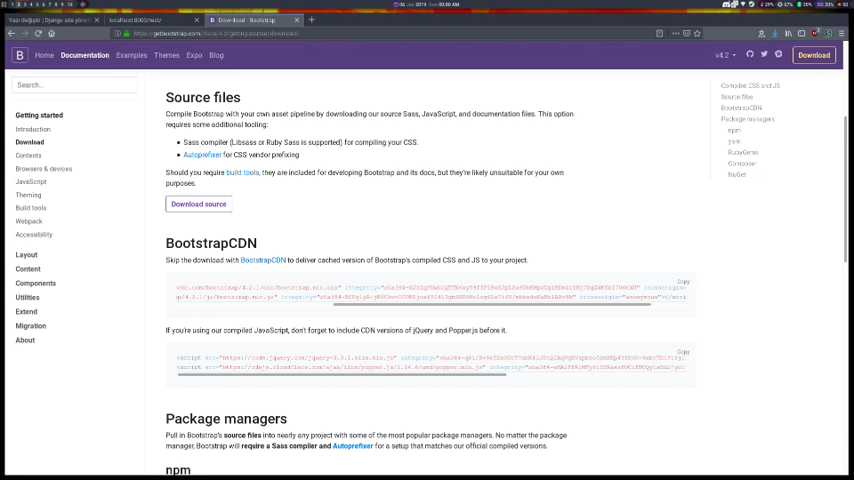 06 Jan 2019
Download · Bootstrap
localhost:8000/test/
https://getbootstrap.com/docs/4.2/getting-started/download/
B
Home
Documentation
Examples
Themes
Expo
Blog
v4.2
Download
Search...
Getting started
Introduction
Download
Contents
Browsers & devices
JavaScript
Theming
Build tools
Webpack
Accessibility
Layout
Content
Components
Utilities
Extend
Migration
About
Source files
Compile Bootstrap with your own asset pipeline by downloading our source Sass, JavaScript, and documentation files. This option
requires some additional tooling:
Sass compiler (Libsass or Ruby Sass is supported) for compiling your CSS.
Autoprefixer for CSS vendor prefixing
Should you require build tools, they are included for developing Bootstrap and its docs, but they're likely unsuitable for your own
purposes.
Download source
BootstrapCDN
Skip the download with BootstrapCDN to deliver cached version of Bootstrap's compiled CSS and JS to your project.
Copy
If you're using our compiled JavaScript, don't forget to include CDN versions of jQuery and Popper.js before it.
Copy
Package managers
Pull in Bootstrap's source files into nearly any project with some of the most popular package managers. No matter the package
manager, Bootstrap will require a Sass compiler and Autoprefixer for a setup that matches our official compiled versions.
npm
Compiled CSS and JS
Source files
BootstrapCDN
Package managers
npm
yarn
RubyGems
Composer
NuGet